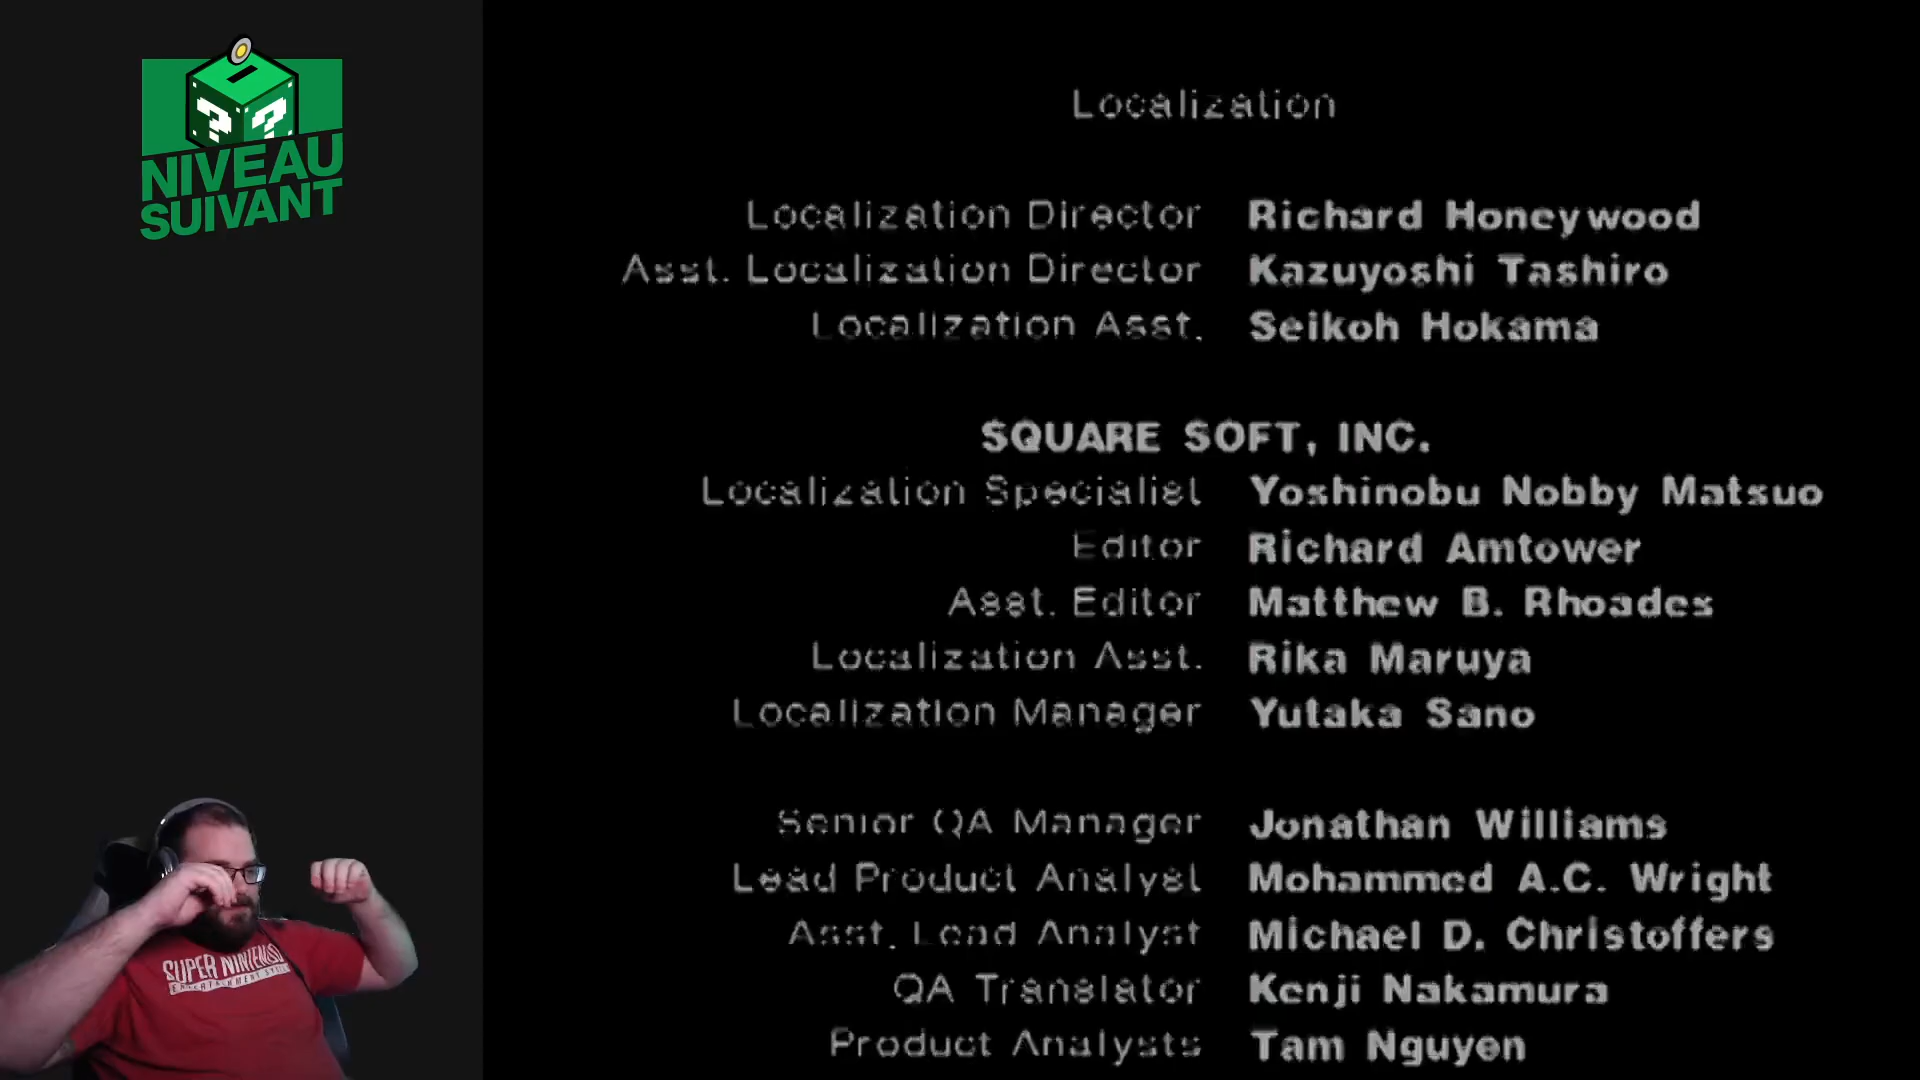 NIVEAU
SUIVANT
Localization
Localization Director Richard Honeywood
Asst. Localization Director Kazuyoshi Tashiro
Localization Asst. Seikoh Hokama
SQUARE SOFT, INC.
Localization Specialist Yoshinobu Nobby Matsuo
Editor Richard Amtower
Asst. Editor Matthew B. Rhoades
Localization Asst. Rika Maruya
Localization Manager Yutaka Sano
Senior QA Manager Jonathan Williams
Lead Product Analyst Mohammed A.C. Wright
Asst. Lead Analyst Michael D. Christoffers
QA Translator Kenji Nakamura
Product Analysts Tam Nguyen
SUPER NINTENDO
ENTERTAINMENT SYSTEM